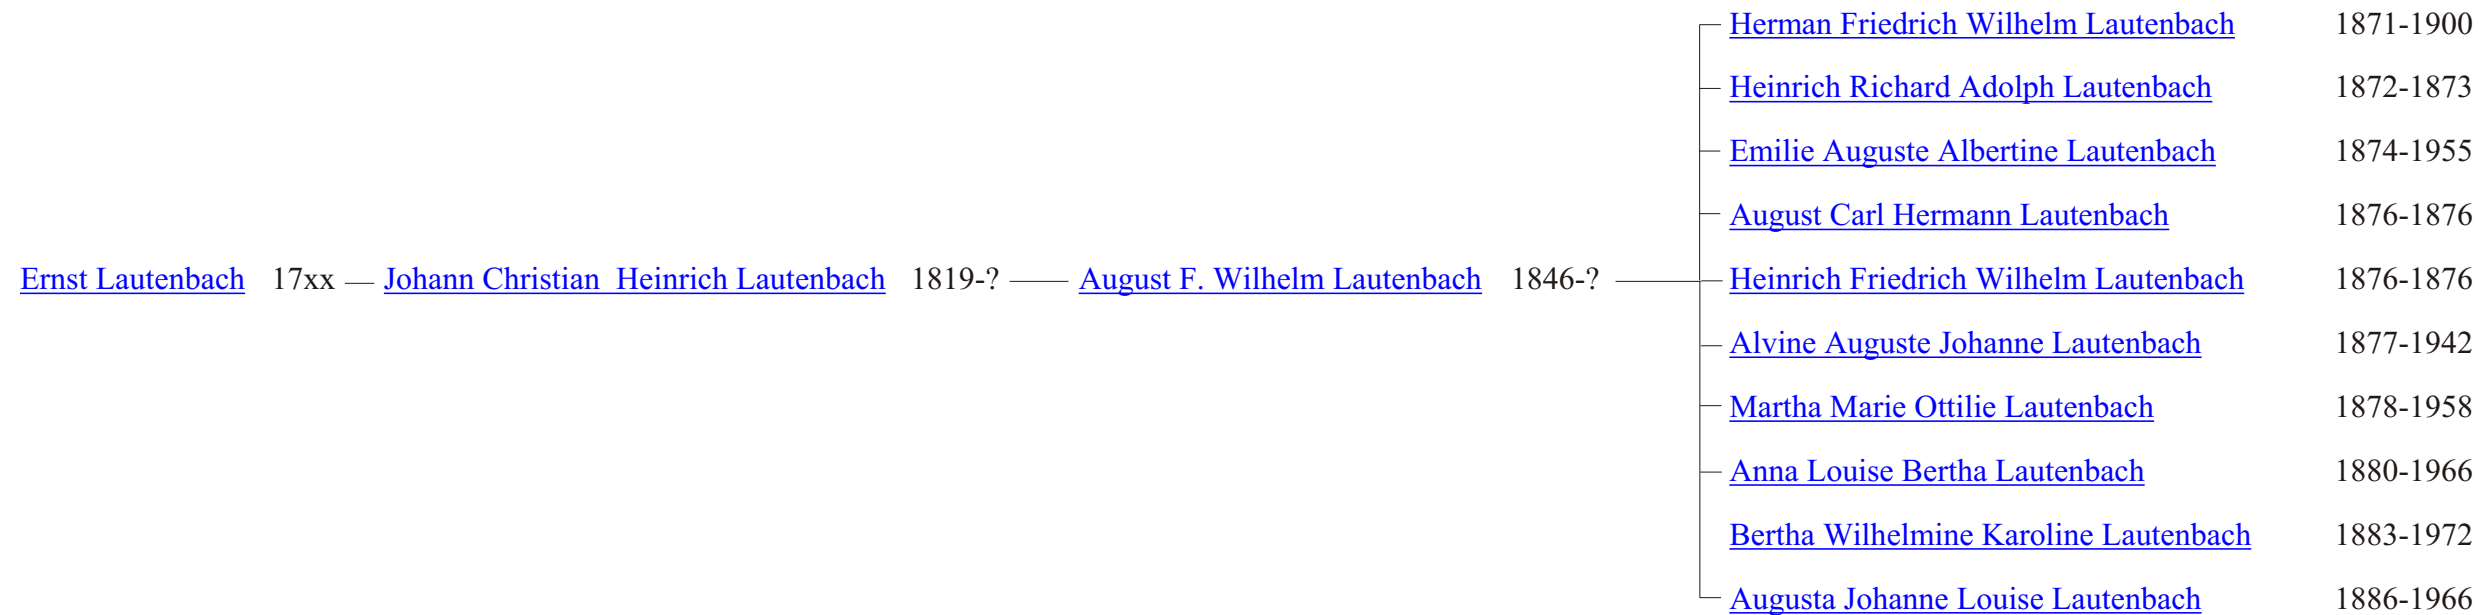 Herman Friedrich Wilhelm Lautenbach 1871-1900
Heinrich Richard Adolph Lautenbach 1872-1873
Emilie Auguste Albertine Lautenbach 1874-1955
August Carl Hermann Lautenbach 1876-1876
Ernst Lautenbach 17xx Johann Christian Heinrich Lautenbach 1819-? August F. Wilhelm Lautenbach 1846-? Heinrich Friedrich Wilhelm Lautenbach 1876-1876
Alvine Auguste Johanne Lautenbach 1877-1942
Martha Marie Ottilie Lautenbach 1878-1958
Anna Louise Bertha Lautenbach 1880-1966
Bertha Wilhelmine Karoline Lautenbach 1883-1972
Augusta Johanne Louise Lautenbach 1886-1966